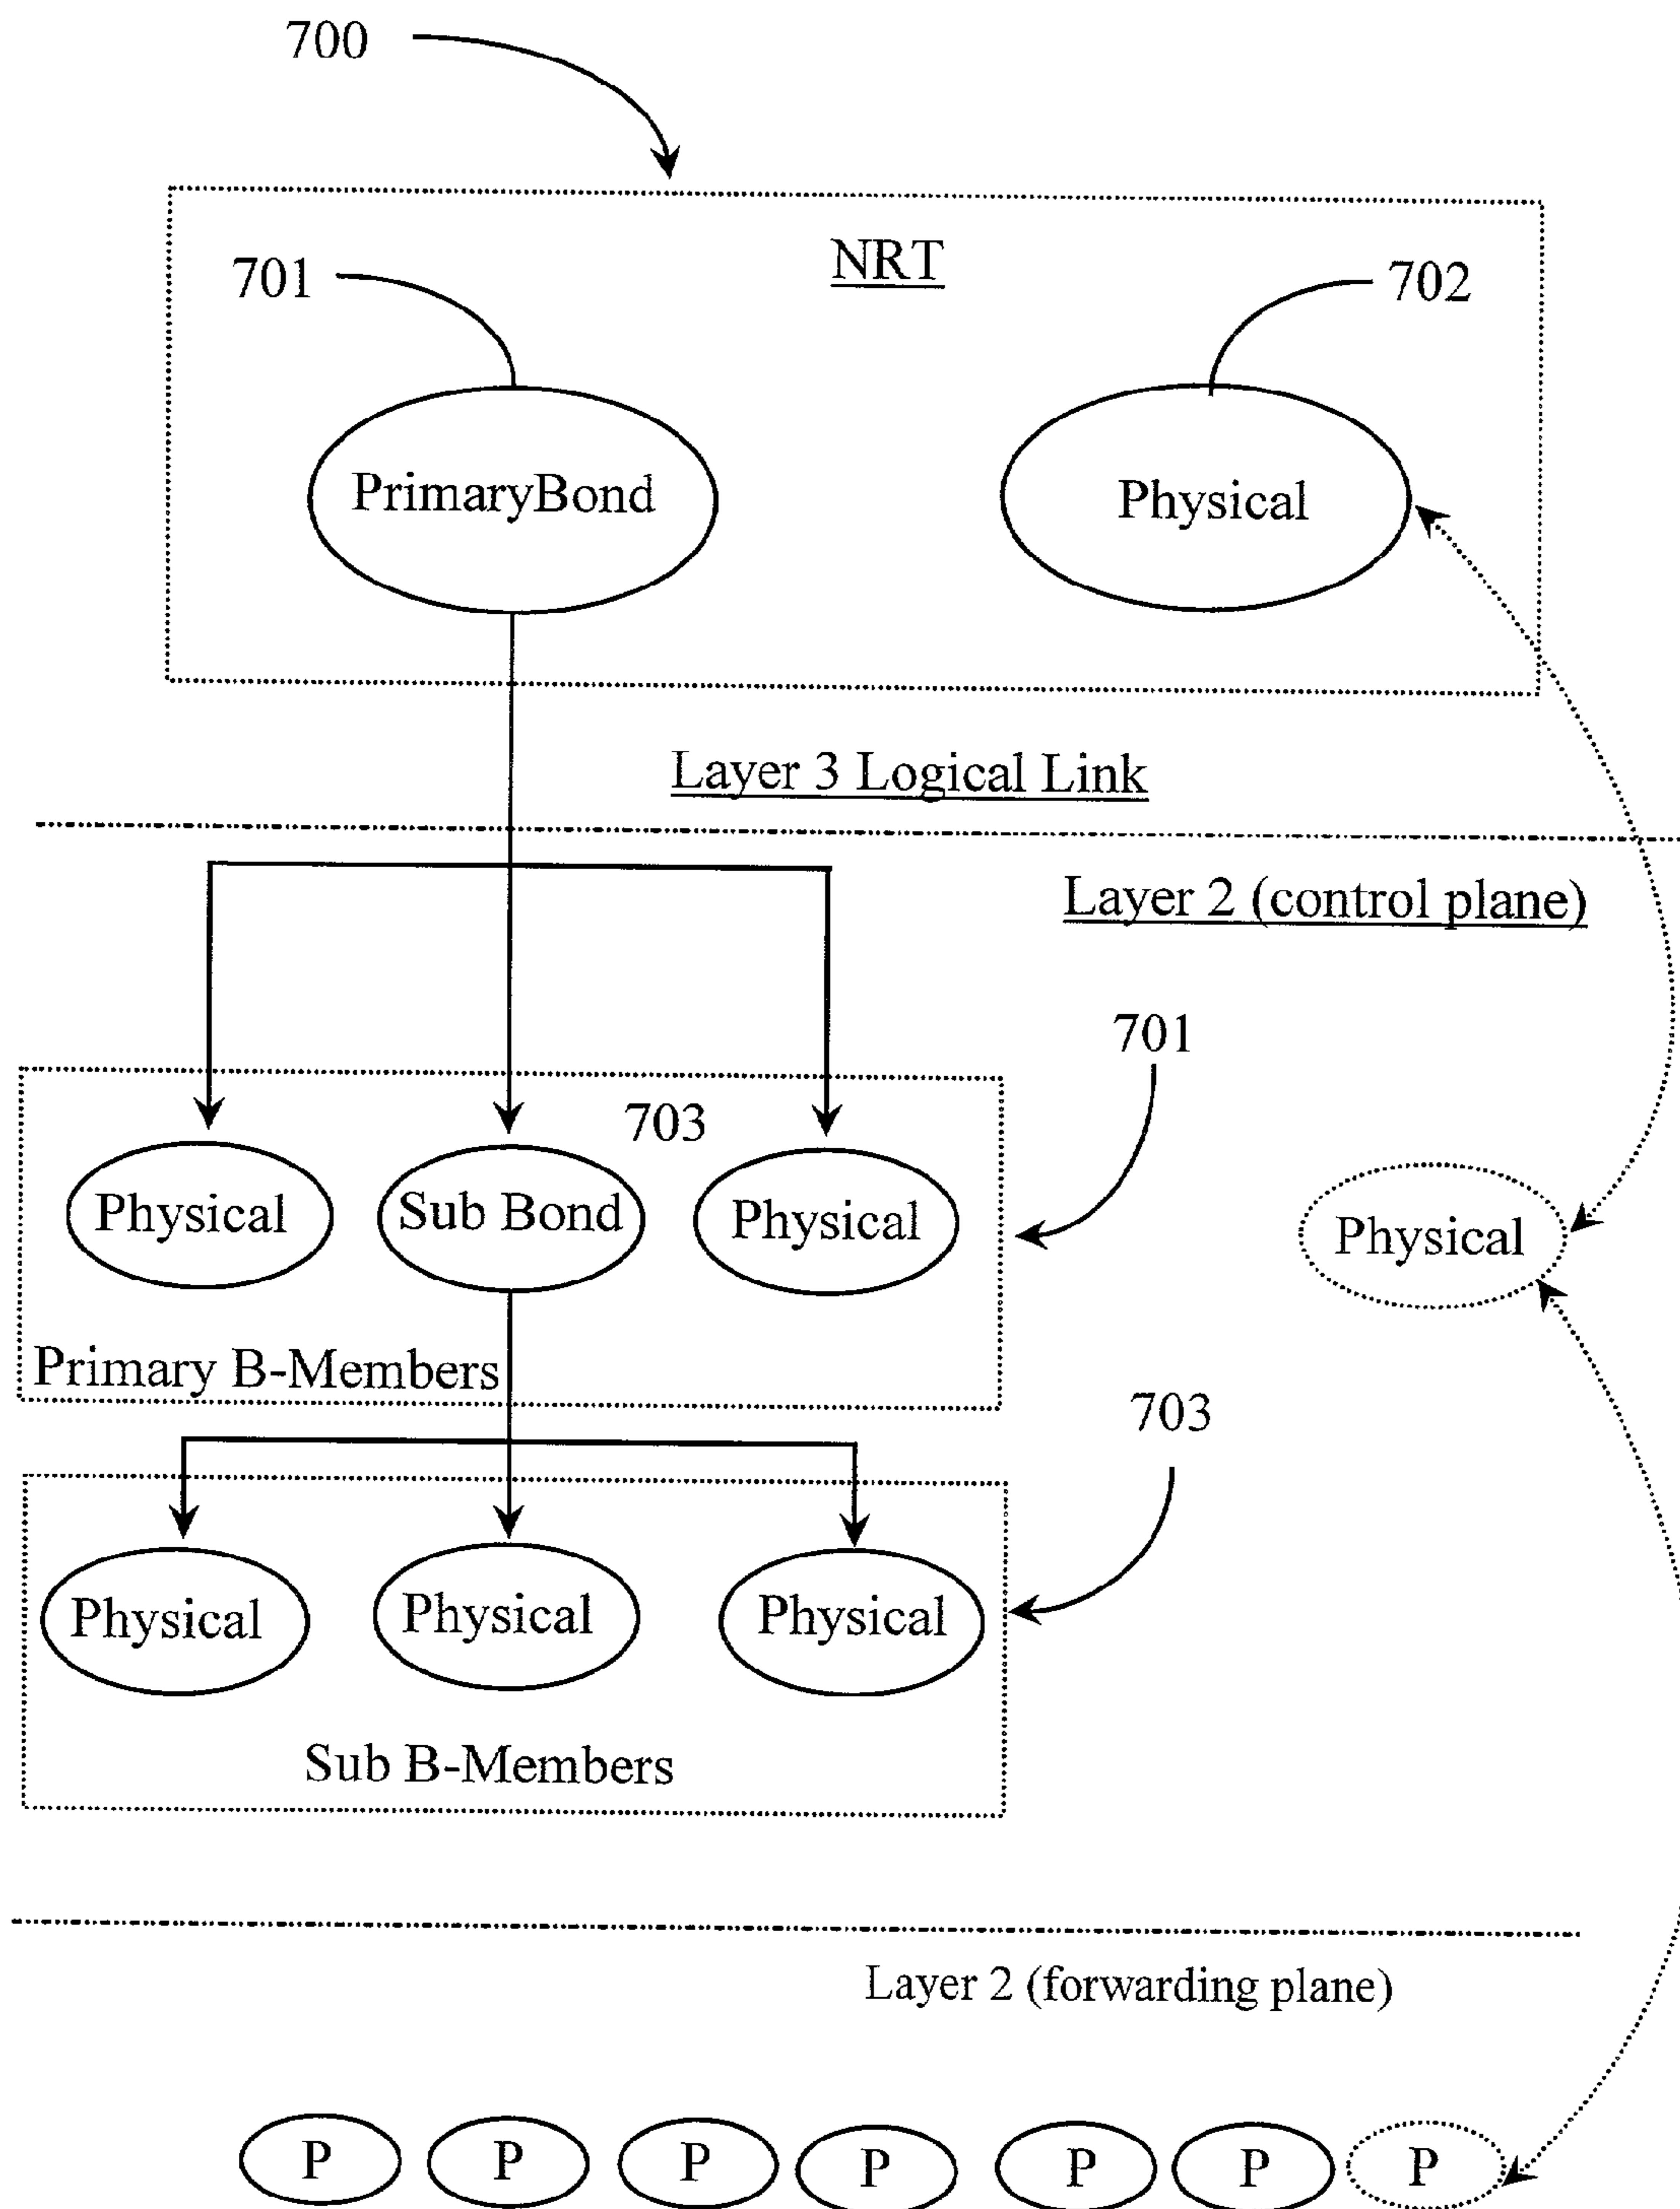 700
NRT
701
702
PrimaryBond
Physical
Layer 3 Logical Link
Layer 2 (control plane)
701
703
Physical
Sub Bond
Physical
Physical
Primary B-Members
703
Physical
Physical
Physical
Sub B-Members
Layer 2 (forwarding plane)
P
P
P
P
P
P
P